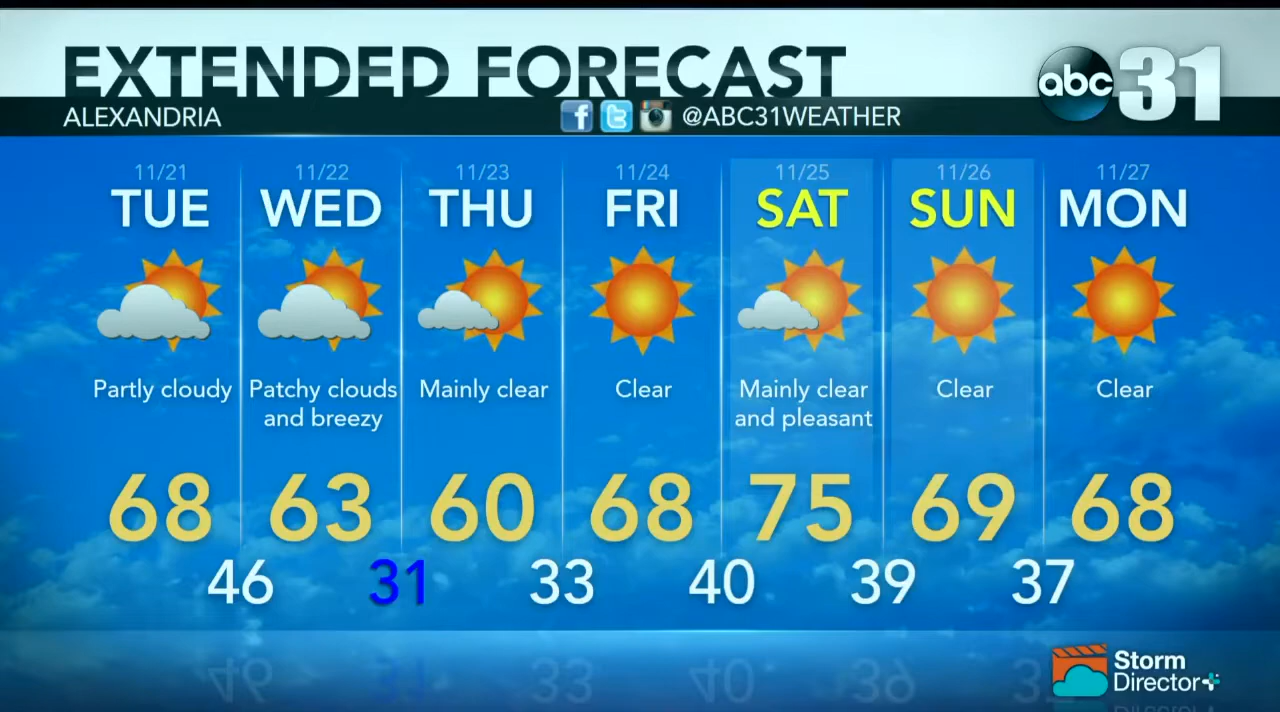 EXTENDED FORECAST
abc 31
ALEXANDRIA
@ABC31WEATHER
11/21 11/22 11/23 11/24 11/25 11/26 11/27
TUE WED THU FRI SAT SUN MON
Partly cloudy Patchy clouds Mainly clear Clear Mainly clear Clear Clear
and breezy and pleasant
68 63 60 68 75 69 68
46 31 33 40 39 37
Storm
Director+